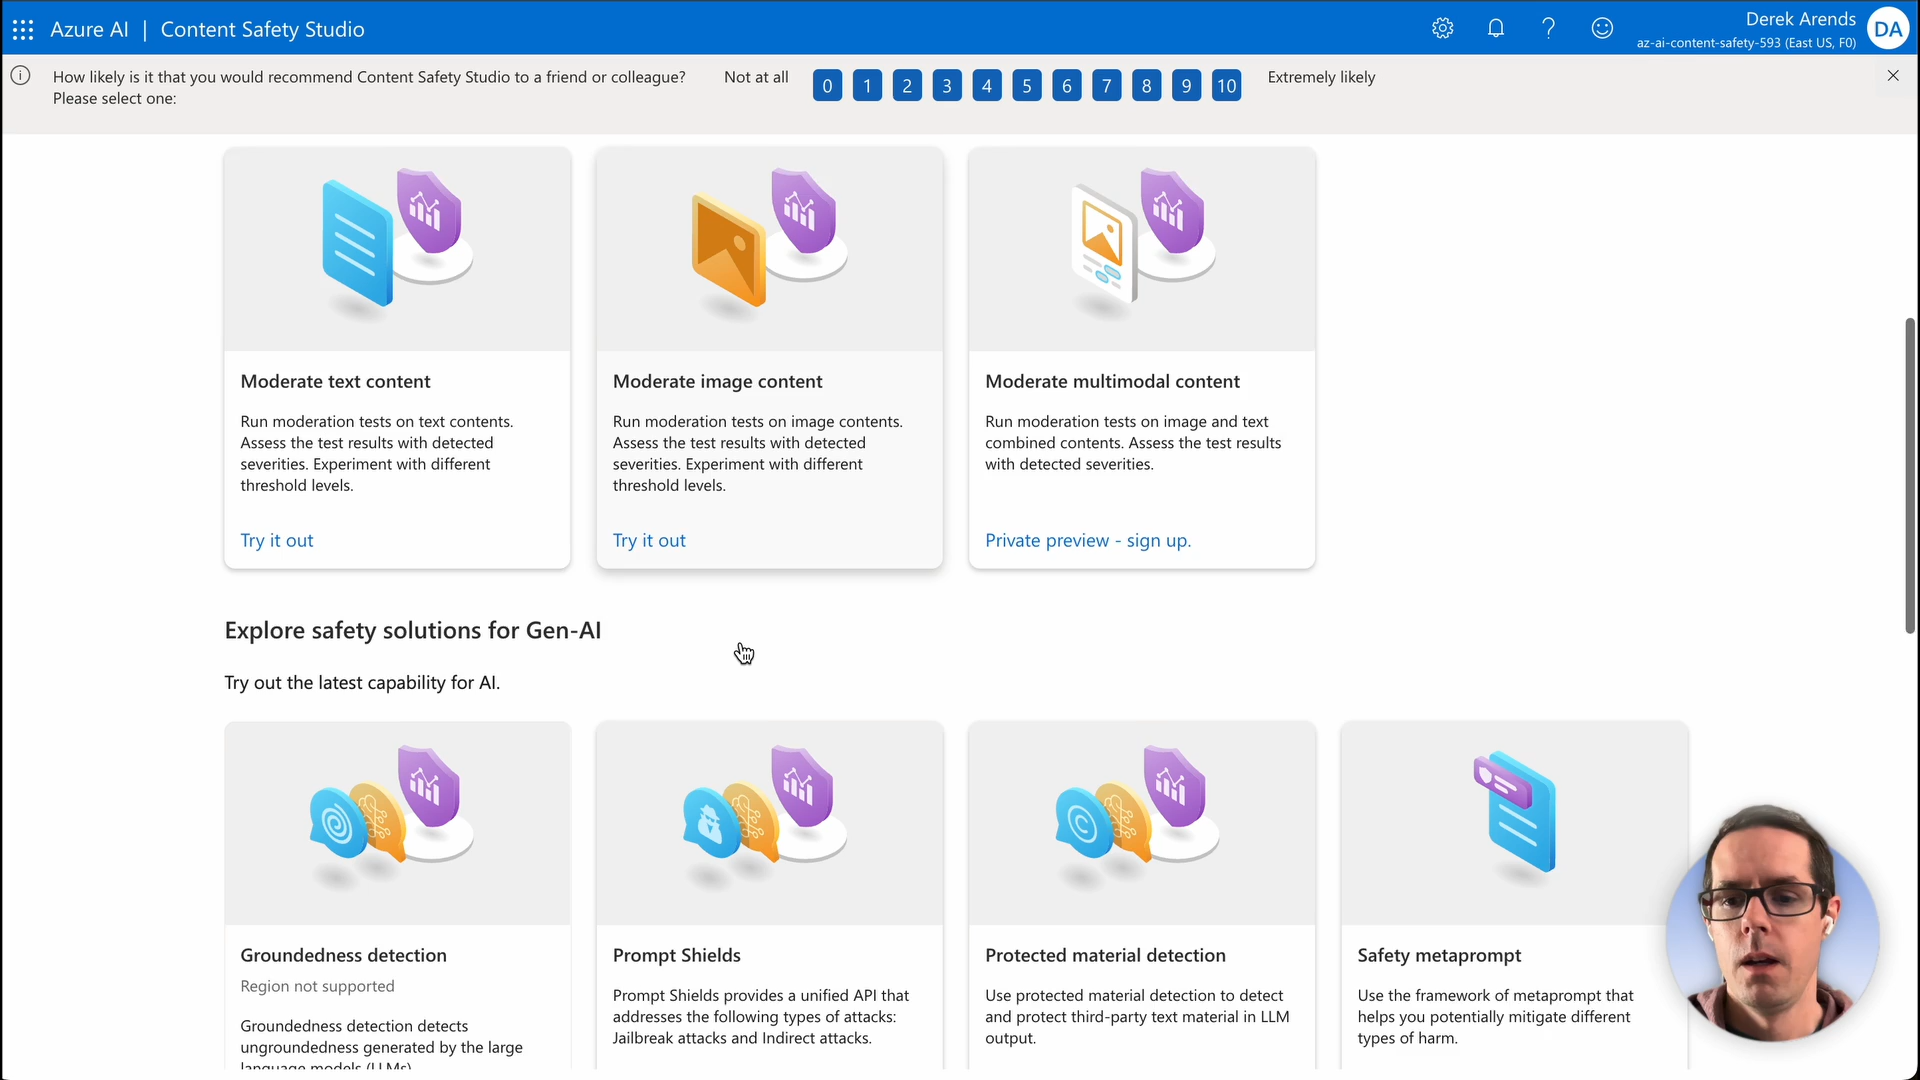 Azure AI | Content Safety Studio
Derek Arends
az-ai-content-safety-593 (East US, F0)
DA
How likely is it that you would recommend Content Safety Studio to a friend or colleague?
Please select one:
Not at all
0 1 2 3 4 5 6 7 8 9 10
Extremely likely
Moderate text content
Run moderation tests on text contents.
Assess the test results with detected
severities. Experiment with different
threshold levels.
Try it out
Moderate image content
Run moderation tests on image contents.
Assess the test results with detected
severities. Experiment with different
threshold levels.
Try it out
Moderate multimodal content
Run moderation tests on image and text
combined contents. Assess the test results
with detected severities.
Private preview - sign up.
Explore safety solutions for Gen-AI
Try out the latest capability for AI.
Groundedness detection
Region not supported
Groundedness detection detects
ungroundedness generated by the large
language models (LLMs)
Prompt Shields
Prompt Shields provides a unified API that
addresses the following types of attacks:
Jailbreak attacks and Indirect attacks.
Protected material detection
Use protected material detection to detect
and protect third-party text material in LLM
output.
Safety metaprompt
Use the framework of metaprompt that
helps you potentially mitigate different
types of harm.